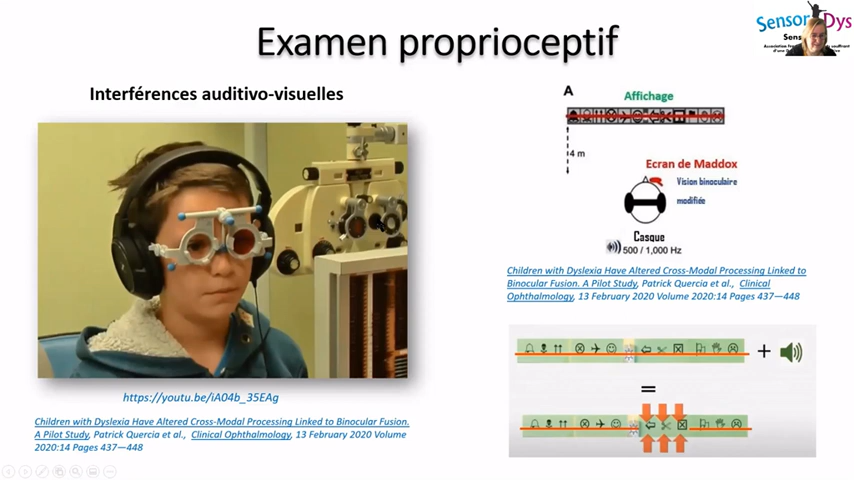 Examen proprioceptif
Sensor Dys
Sens
Interférences auditivo-visuelles
https://youtu.be/iA04b_35EAg
Children with Dyslexia Have Altered Cross-Modal Processing Linked to Binocular Fusion.
A Pilot Study, Patrick Quercia et al., Clinical Ophthalmology, 13 February 2020 Volume
2020:14 Pages 437—448
A
Affichage
4 m
Ecran de Maddox
Vision binoculaire
modifiée
Casque
500 / 1,000 Hz
Children with Dyslexia Have Altered Cross-Modal Processing Linked to
Binocular Fusion. A Pilot Study, Patrick Quercia et al., Clinical
Ophthalmology, 13 February 2020 Volume 2020:14 Pages 437—448
+
=